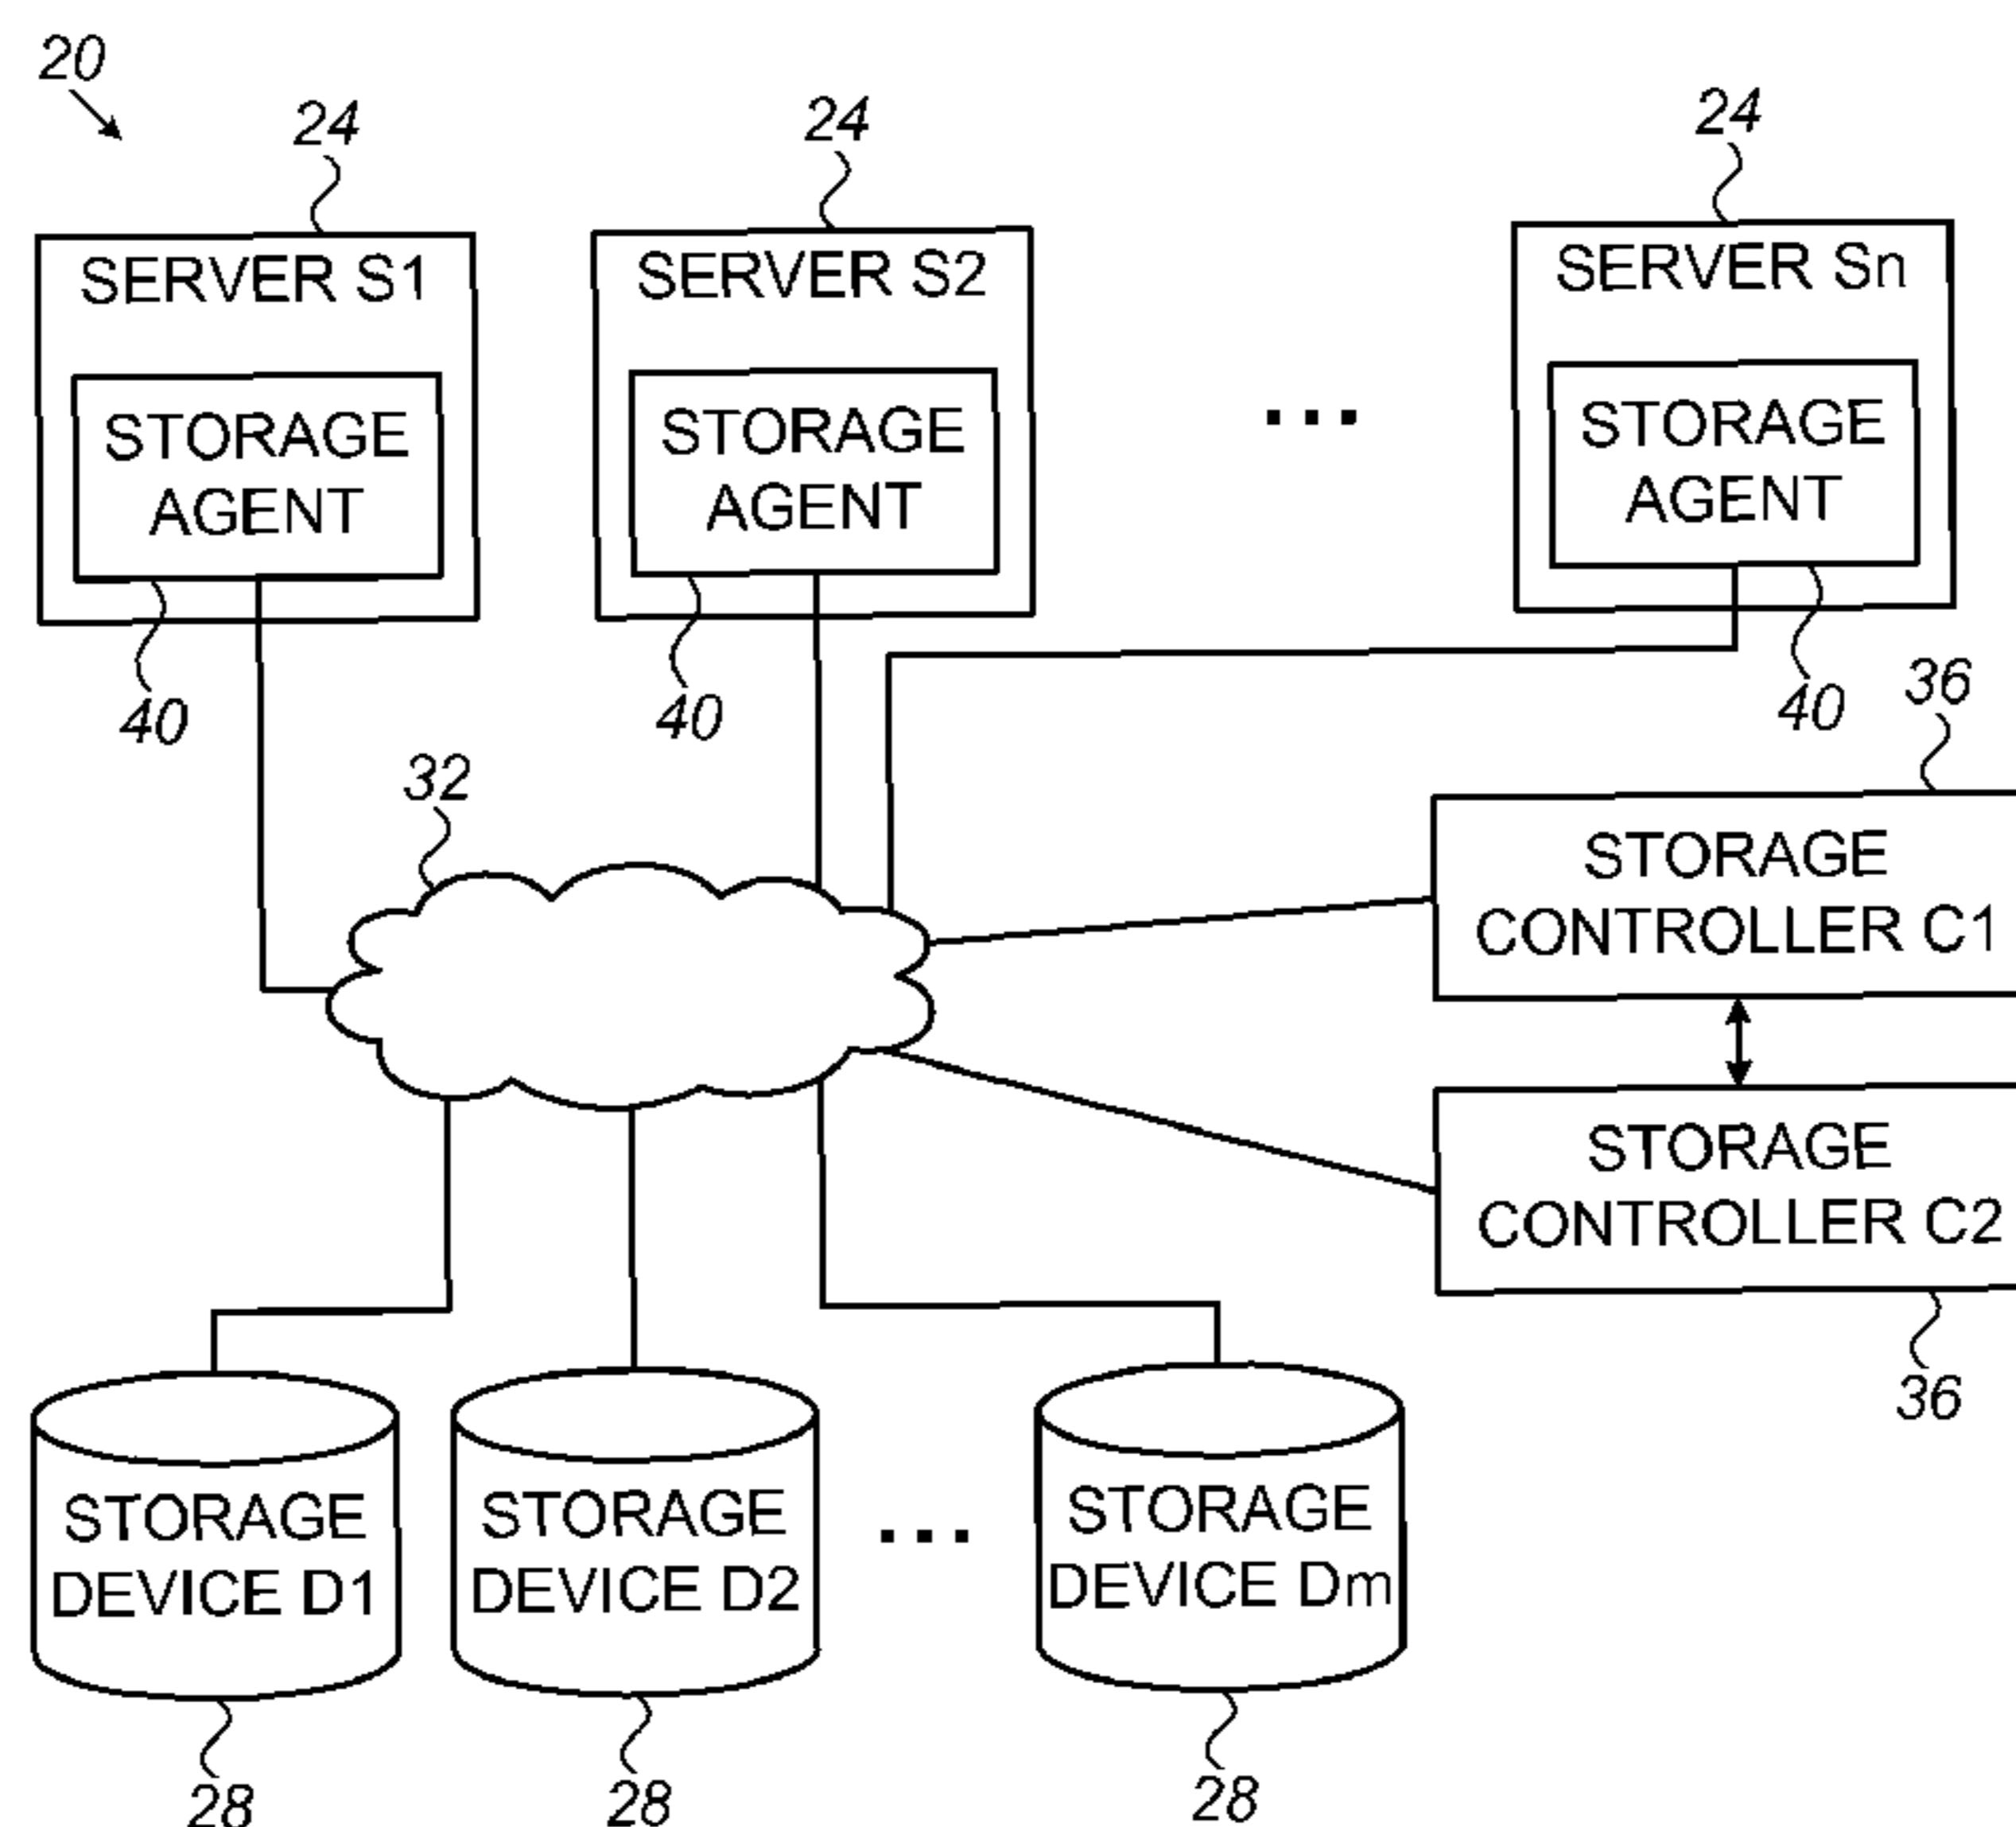 20
24
24
24
SERVER S1
SERVER S2
SERVER Sn
STORAGE
AGENT
STORAGE
AGENT
...
STORAGE
AGENT
40
40
40
36
32
STORAGE
CONTROLLER C1
STORAGE
CONTROLLER C2
36
STORAGE
DEVICE D1
STORAGE
DEVICE D2
...
STORAGE
DEVICE Dm
28
28
28